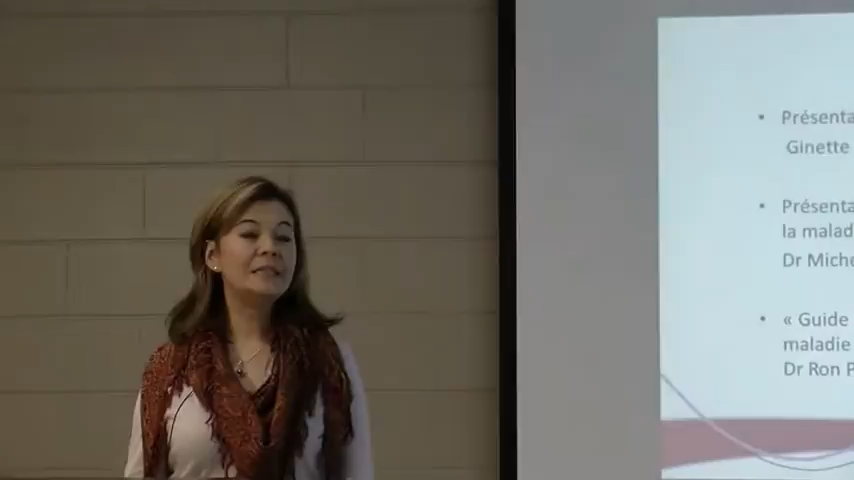 • Présenta
Ginette
• Présenta
la malad
Dr Miche
• « Guide
maladie
Dr Ron P